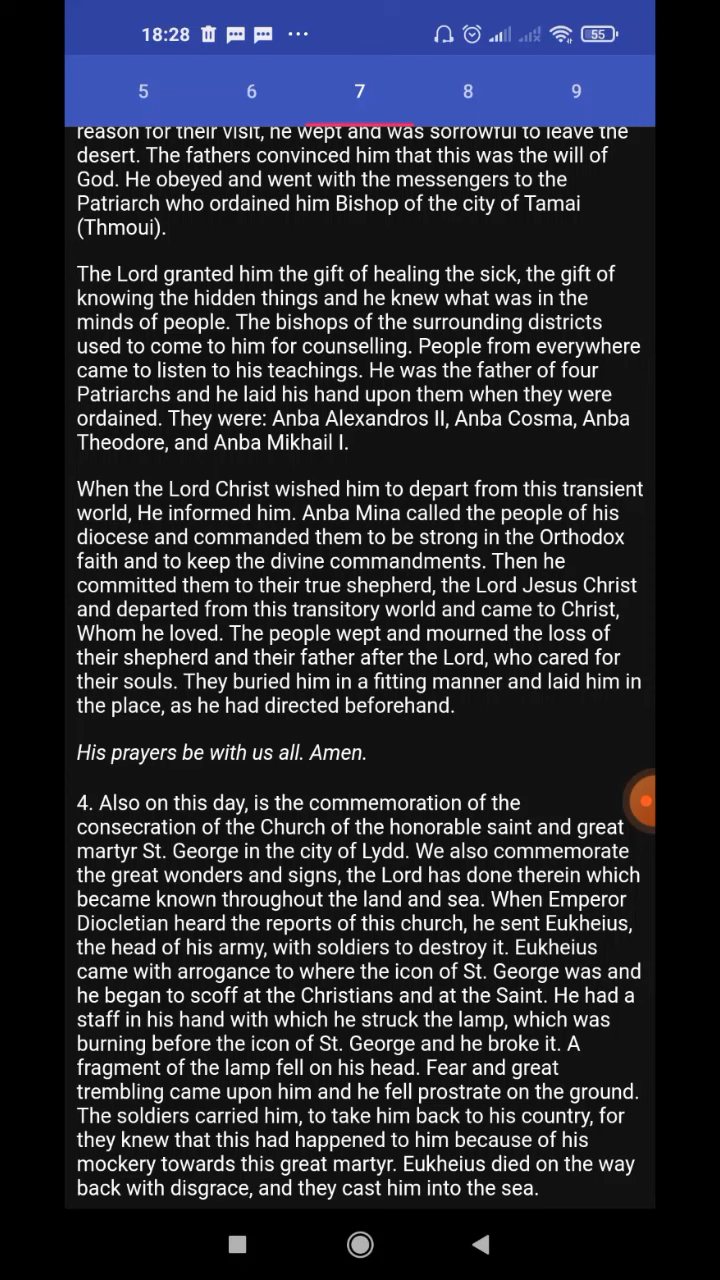 18:28
55
5 6 7 8 9
reason for their visit, he wept and was sorrowful to leave the
desert. The fathers convinced him that this was the will of
God. He obeyed and went with the messengers to the
Patriarch who ordained him Bishop of the city of Tamai
(Thmoui).
The Lord granted him the gift of healing the sick, the gift of
knowing the hidden things and he knew what was in the
minds of people. The bishops of the surrounding districts
used to come to him for counselling. People from everywhere
came to listen to his teachings. He was the father of four
Patriarchs and he laid his hand upon them when they were
ordained. They were: Anba Alexandros II, Anba Cosma, Anba
Theodore, and Anba Mikhail I.
When the Lord Christ wished him to depart from this transient
world, He informed him. Anba Mina called the people of his
diocese and commanded them to be strong in the Orthodox
faith and to keep the divine commandments. Then he
committed them to their true shepherd, the Lord Jesus Christ
and departed from this transitory world and came to Christ,
Whom he loved. The people wept and mourned the loss of
their shepherd and their father after the Lord, who cared for
their souls. They buried him in a fitting manner and laid him in
the place, as he had directed beforehand.
His prayers be with us all. Amen.
4. Also on this day, is the commemoration of the
consecration of the Church of the honorable saint and great
martyr St. George in the city of Lydd. We also commemorate
the great wonders and signs, the Lord has done therein which
became known throughout the land and sea. When Emperor
Diocletian heard the reports of this church, he sent Eukheius,
the head of his army, with soldiers to destroy it. Eukheius
came with arrogance to where the icon of St. George was and
he began to scoff at the Christians and at the Saint. He had a
staff in his hand with which he struck the lamp, which was
burning before the icon of St. George and he broke it. A
fragment of the lamp fell on his head. Fear and great
trembling came upon him and he fell prostrate on the ground.
The soldiers carried him, to take him back to his country, for
they knew that this had happened to him because of his
mockery towards this great martyr. Eukheius died on the way
back with disgrace, and they cast him into the sea.